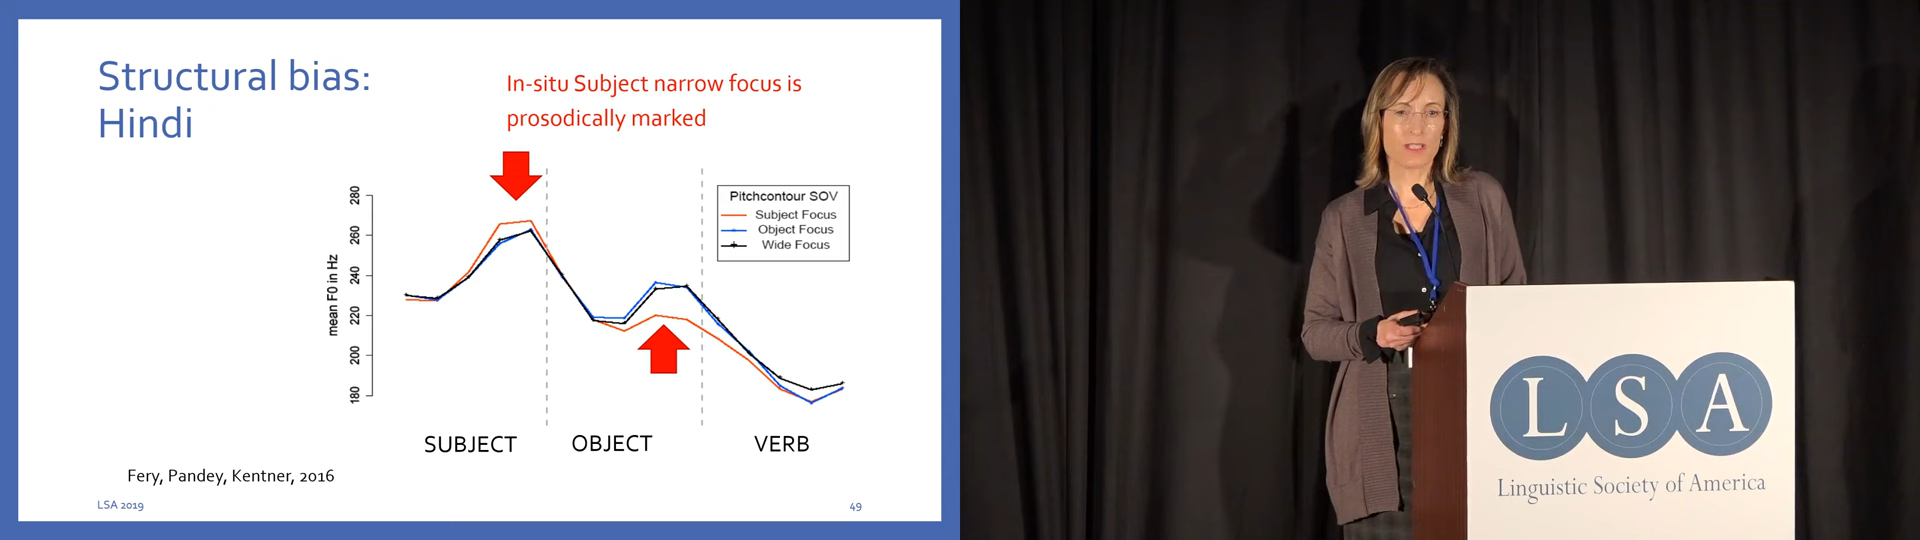 Structural bias:
Hindi
In-situ Subject narrow focus is
prosodically marked
mean F0 in Hz
280
260
240
220
200
180
Pitchcontour SOV
Subject Focus
Object Focus
Wide Focus
SUBJECT OBJECT VERB
Fery, Pandey, Kentner, 2016
LSA 2019
49
LSA
Linguistic Society of America